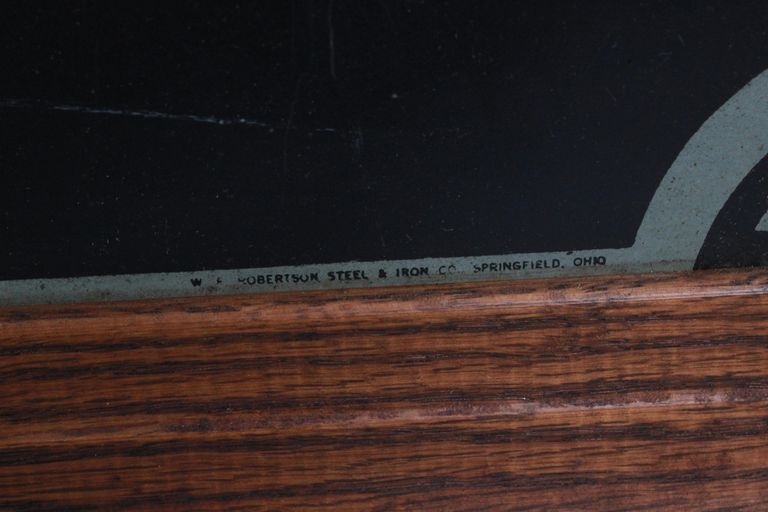 W. F. ROBERTSON STEEL & IRON CO. SPRINGFIELD, OHIO